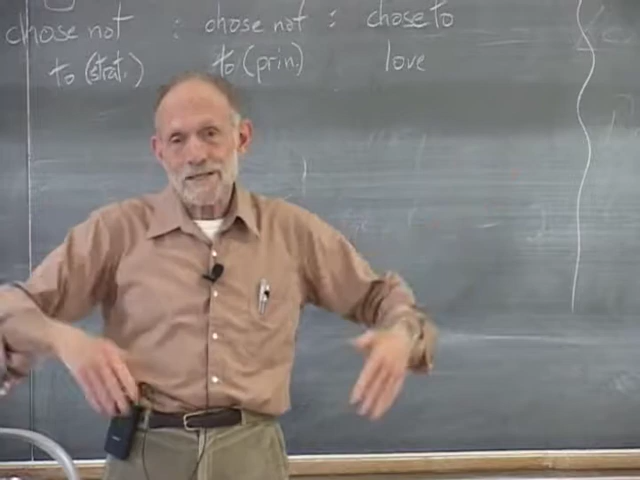 chose not : chose not : chose to
to (strat.) to (prin.) love